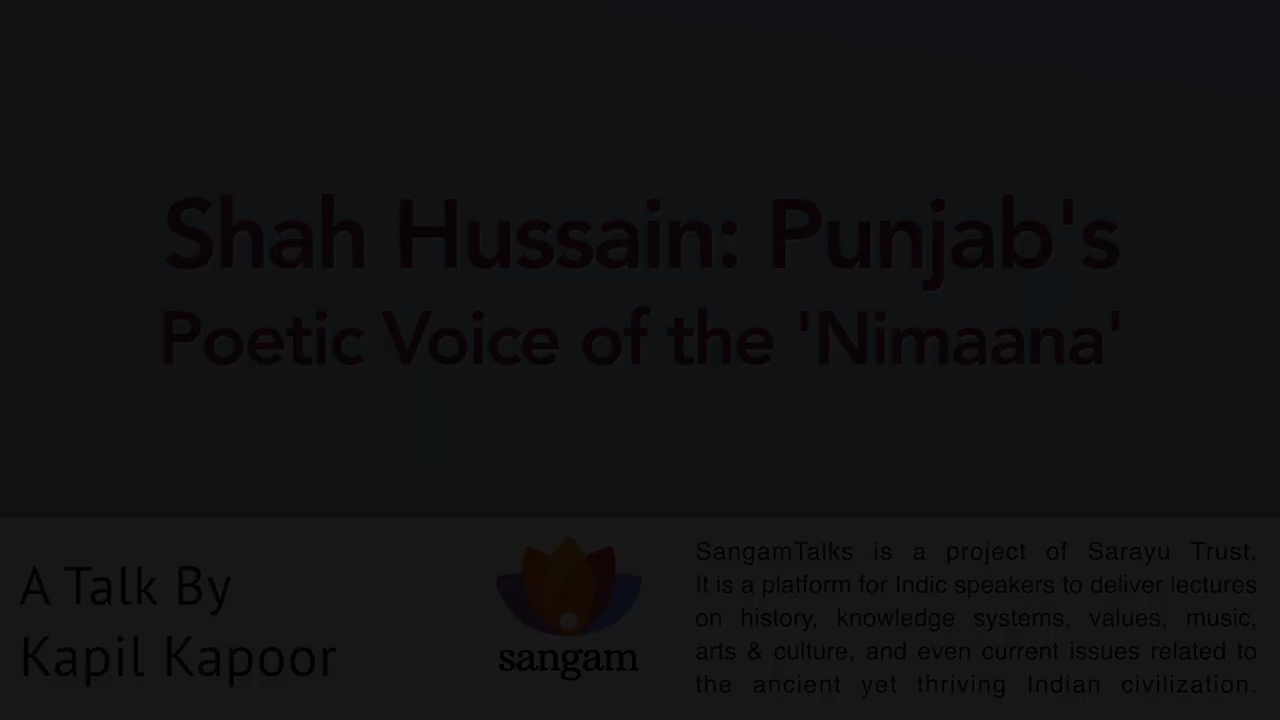 Shah Hussain: Punjab's
Poetic Voice of the 'Nimaana'
A Talk By
Kapil Kapoor
sangam
SangamTalks is a project of Sarayu Trust.
It is a platform for Indic speakers to deliver lectures
on history, knowledge systems, values, music,
arts & culture, and even current issues related to
the ancient yet thriving Indian civilization.